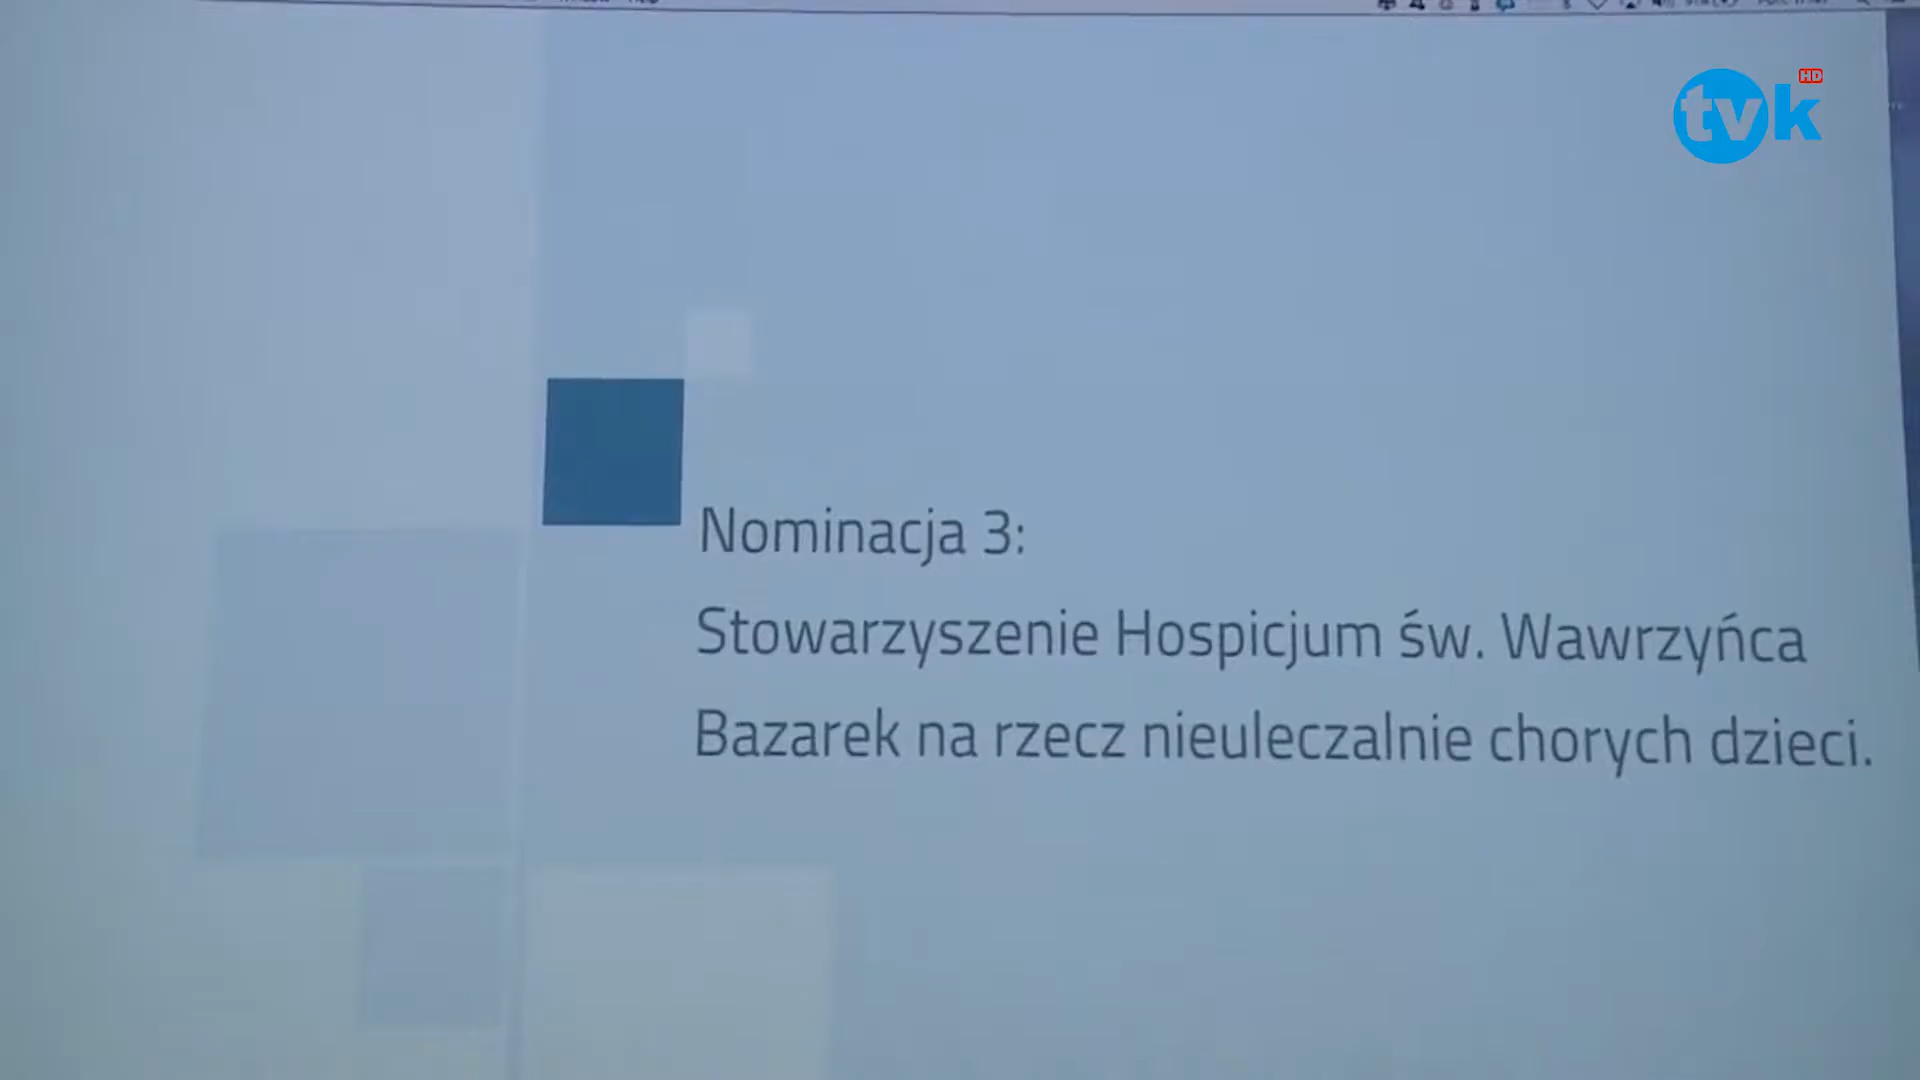 tvk HD
Nominacja 3:
Stowarzyszenie Hospicjum św. Wawrzyńca
Bazarek na rzecz nieuleczalnie chorych dzieci.